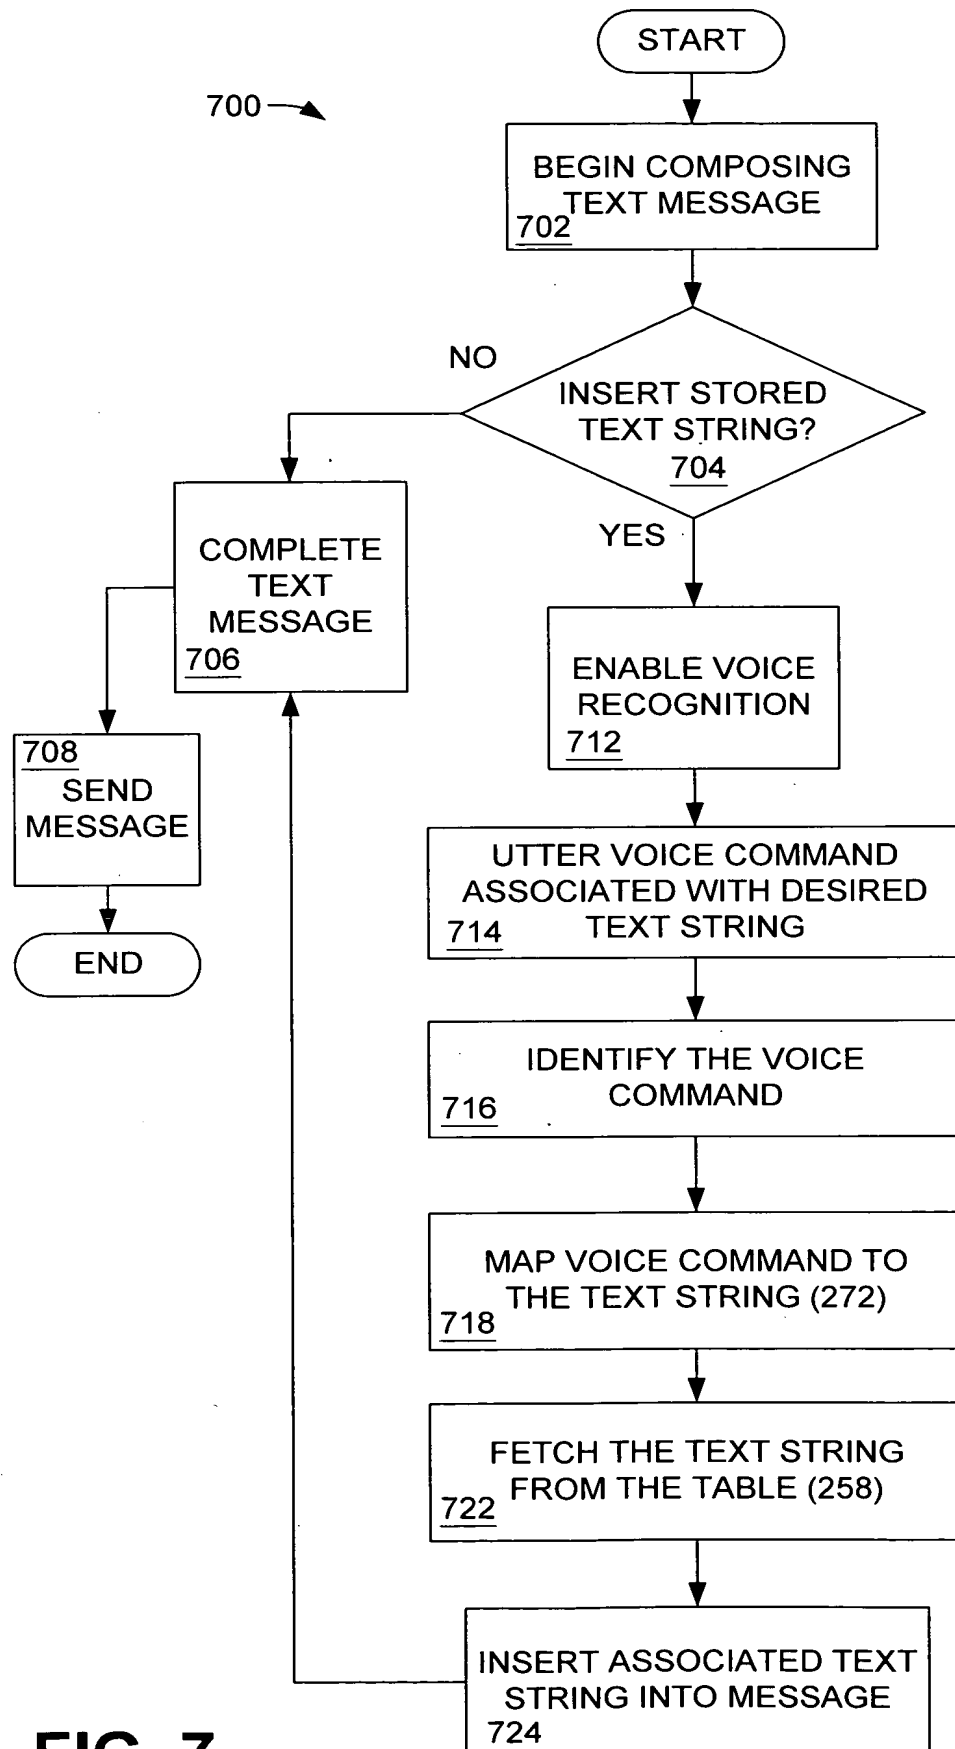 START
700
BEGIN COMPOSING
TEXT MESSAGE
702
NO
INSERT STORED
TEXT STRING?
704
YES
COMPLETE
TEXT
MESSAGE
706
ENABLE VOICE
RECOGNITION
712
708
SEND
MESSAGE
UTTER VOICE COMMAND
ASSOCIATED WITH DESIRED
TEXT STRING
714
END
IDENTIFY THE VOICE
COMMAND
716
MAP VOICE COMMAND TO
THE TEXT STRING (272)
718
FETCH THE TEXT STRING
FROM THE TABLE (258)
722
INSERT ASSOCIATED TEXT
STRING INTO MESSAGE
724
FIG. 7